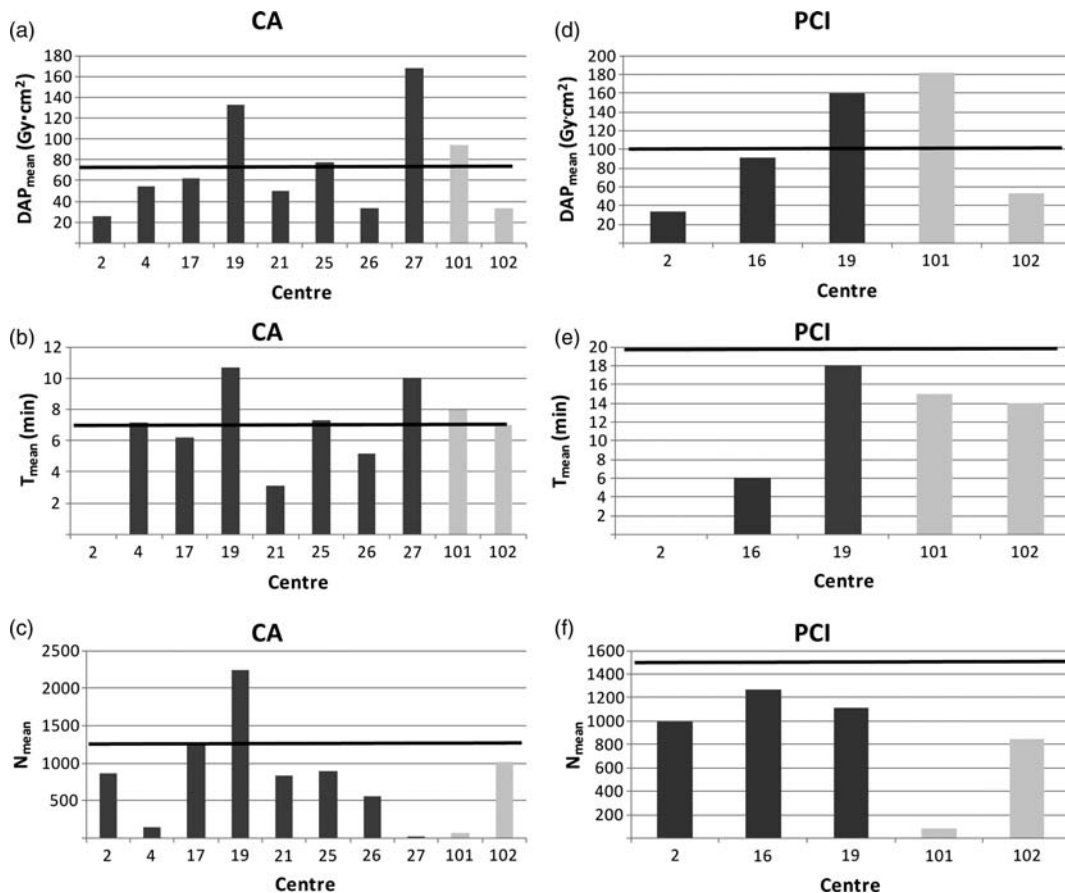 (a)
CA
DAPmean (Gy·cm²)
180
160
140
120
100
80
60
40
20
2 4 17 19 21 25 26 27 101 102
Centre
(b)
CA
Tmean (min)
12
10
8
6
4
2
2 4 17 19 21 25 26 27 101 102
Centre
(c)
CA
Nmean
2500
2000
1500
1000
500
2 4 17 19 21 25 26 27 101 102
Centre
(d)
PCI
DAPmean (Gy·cm²)
200
180
160
140
120
100
80
60
40
20
2 16 19 101 102
Centre
(e)
PCI
Tmean (min)
20
18
16
14
12
10
8
6
4
2
2 16 19 101 102
Centre
(f)
PCI
Nmean
1600
1400
1200
1000
800
600
400
200
2 16 19 101 102
Centre